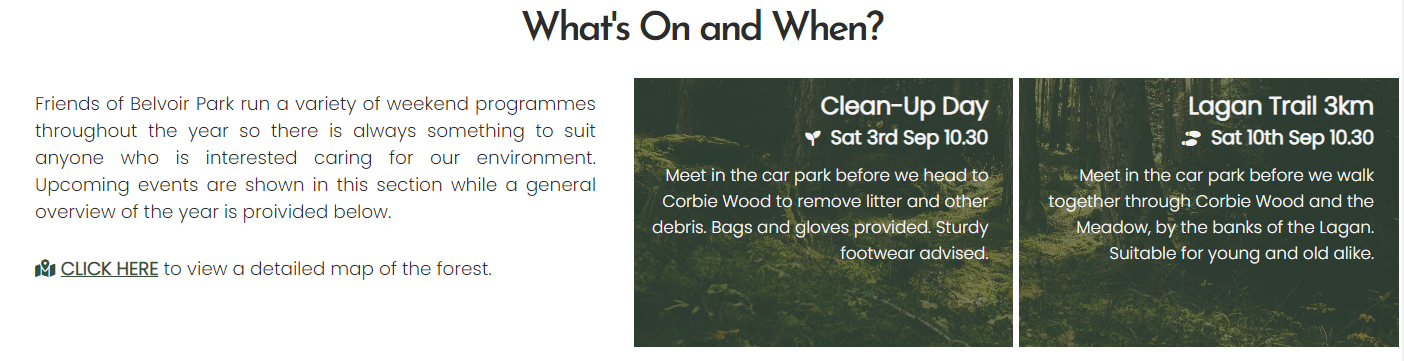 What's On and When?
Friends of Belvoir Park run a variety of weekend programmes
throughout the year so there is always something to suit
anyone who is interested caring for our environment.
Upcoming events are shown in this section while a general
overview of the year is proivided below.
CLICK HERE to view a detailed map of the forest.
Clean-Up Day
Sat 3rd Sep 10.30
Meet in the car park before we head to
Corbie Wood to remove litter and other
debris. Bags and gloves provided. Sturdy
footwear advised.
Lagan Trail 3km
Sat 10th Sep 10.30
Meet in the car park before we walk
together through Corbie Wood and the
Meadow, by the banks of the Lagan.
Suitable for young and old alike.